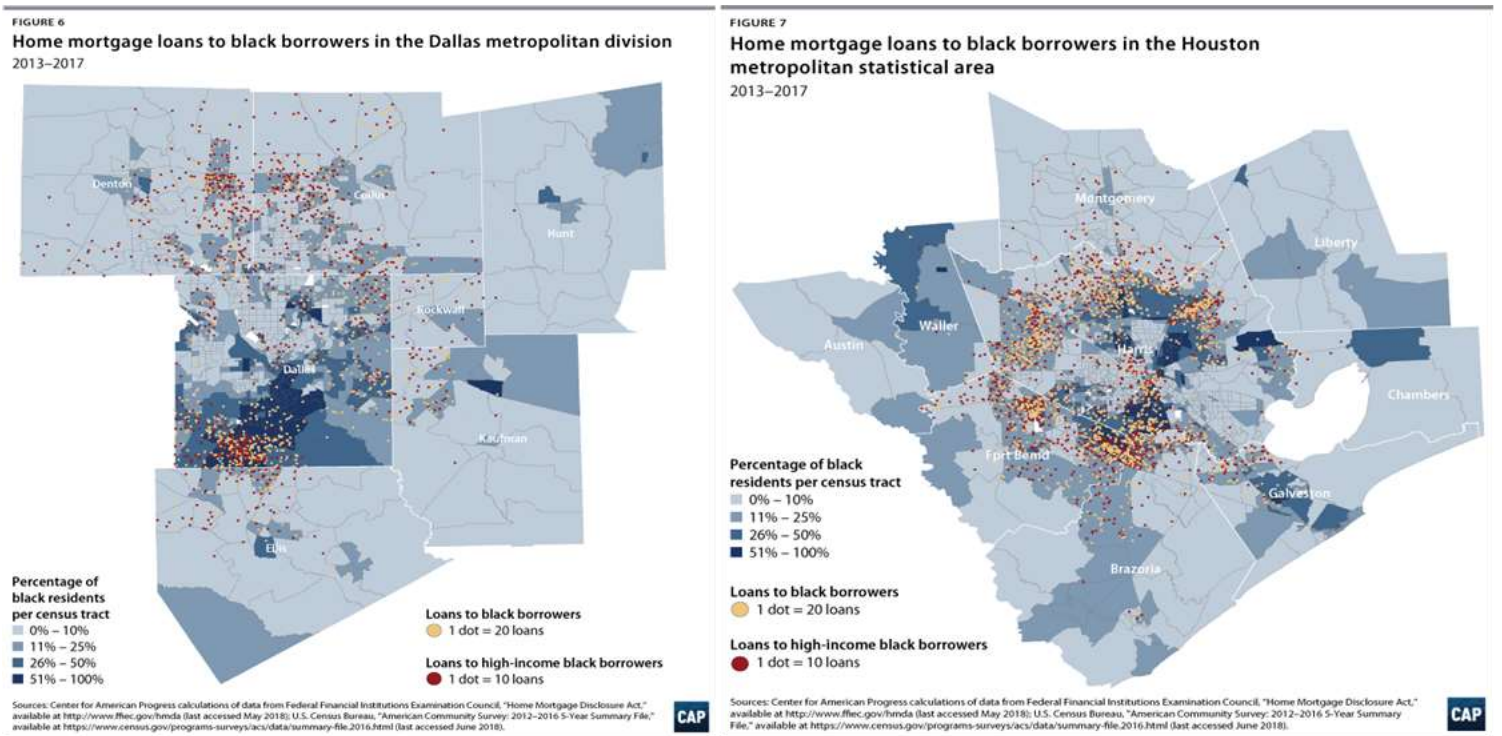 FIGURE 6
Home mortgage loans to black borrowers in the Dallas metropolitan division
2013–2017
Denton
Collin
Hunt
Rockwall
Dallas
Kaufman
Ellis
Percentage of
black residents
per census tract
0% – 10%
11% – 25%
26% – 50%
51% – 100%
Loans to black borrowers
1 dot = 20 loans
Loans to high-income black borrowers
1 dot = 10 loans
Sources: Center for American Progress calculations of data from Federal Financial Institutions Examination Council, "Home Mortgage Disclosure Act,"
available at http://www.ffiec.gov/hmda (last accessed May 2018); U.S. Census Bureau, "American Community Survey: 2012–2016 5-Year Summary File,"
available at https://www.census.gov/programs-surveys/acs/data/summary-file.2016.html (last accessed June 2018).
CAP
FIGURE 7
Home mortgage loans to black borrowers in the Houston
metropolitan statistical area
2013–2017
Montgomery
Liberty
Waller
Austin
Harris
Chambers
Fort Bend
Galveston
Brazoria
Percentage of black
residents per census tract
0% – 10%
11% – 25%
26% – 50%
51% – 100%
Loans to black borrowers
1 dot = 20 loans
Loans to high-income black borrowers
1 dot = 10 loans
Sources: Center for American Progress calculations of data from Federal Financial Institutions Examination Council, "Home Mortgage Disclosure Act,"
available at http://www.ffiec.gov/hmda (last accessed May 2018); U.S. Census Bureau, "American Community Survey: 2012–2016 5-Year Summary
File," available at https://www.census.gov/programs-surveys/acs/data/summary-file.2016.html (last accessed June 2018).
CAP